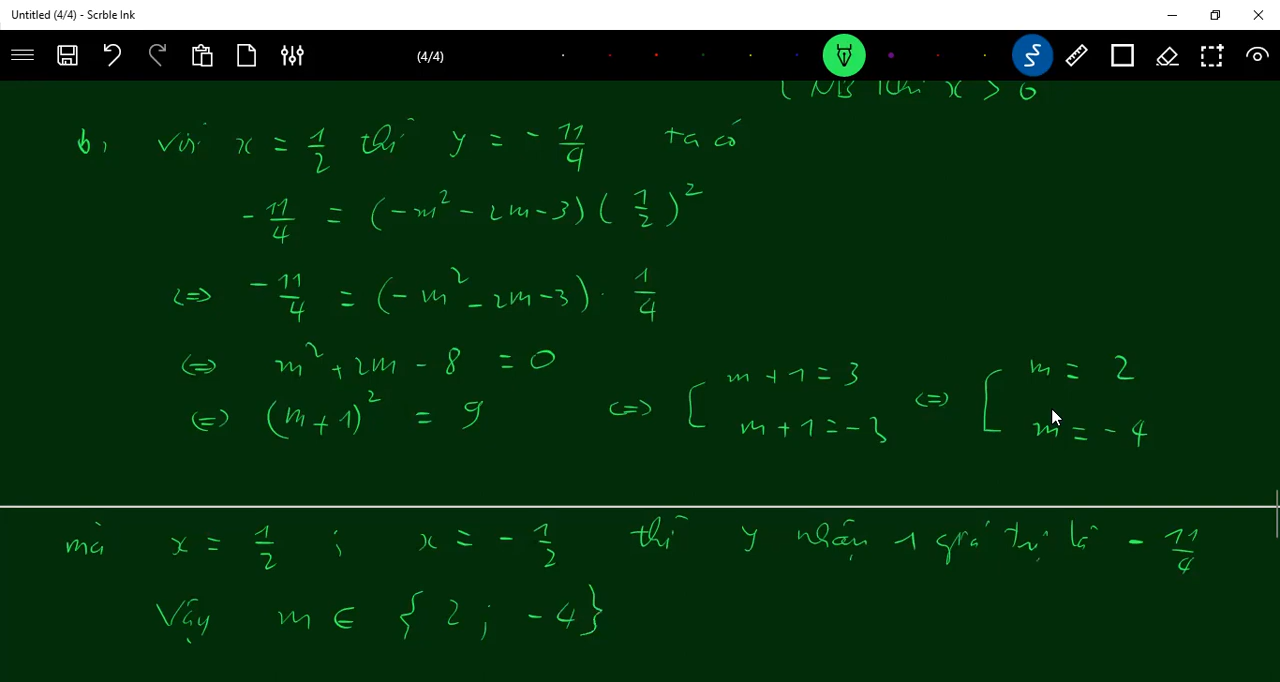 Untitled (4/4) - Scrble Ink
(4/4)
( NB khi x > 0
b, với x = 1/2 thì y = - 11/4 ta có
- 11/4 = (-m² - 2m - 3) ( 1/2 )²
<=> - 11/4 = (-m² - 2m - 3) . 1/4
<=> m² + 2m - 8 = 0
<=> (m + 1)² = 9 <=> [ m + 1 = 3 <=> [ m = 2
m + 1 = -3 m = - 4
mà x = 1/2 ; x = - 1/2 thì y nhận 1 giá trị là - 11/4
Vậy m ∈ { 2 ; - 4 }